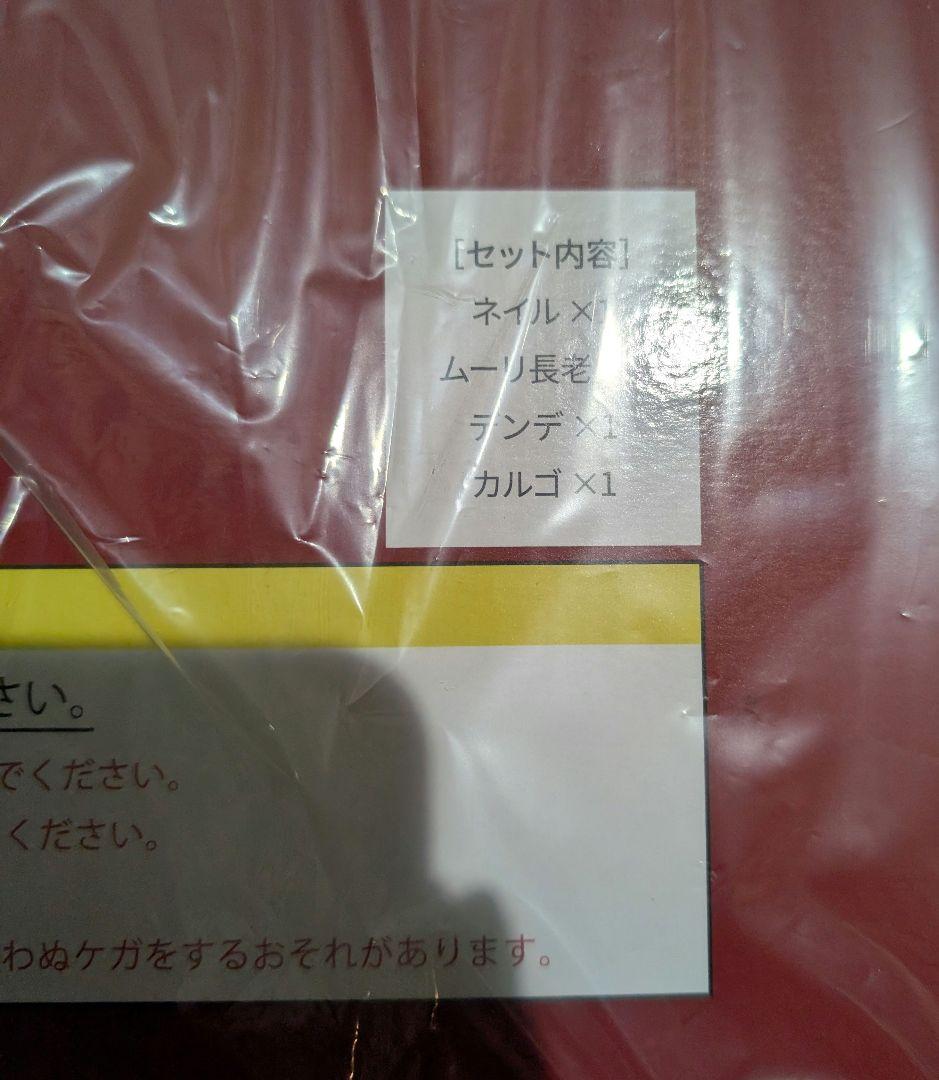 [セット内容]
ネイル ×1
ムーリ長老
デンデ ×1
カルゴ ×1
さい。
でください。
ください。
わぬケガをするおそれがあります。